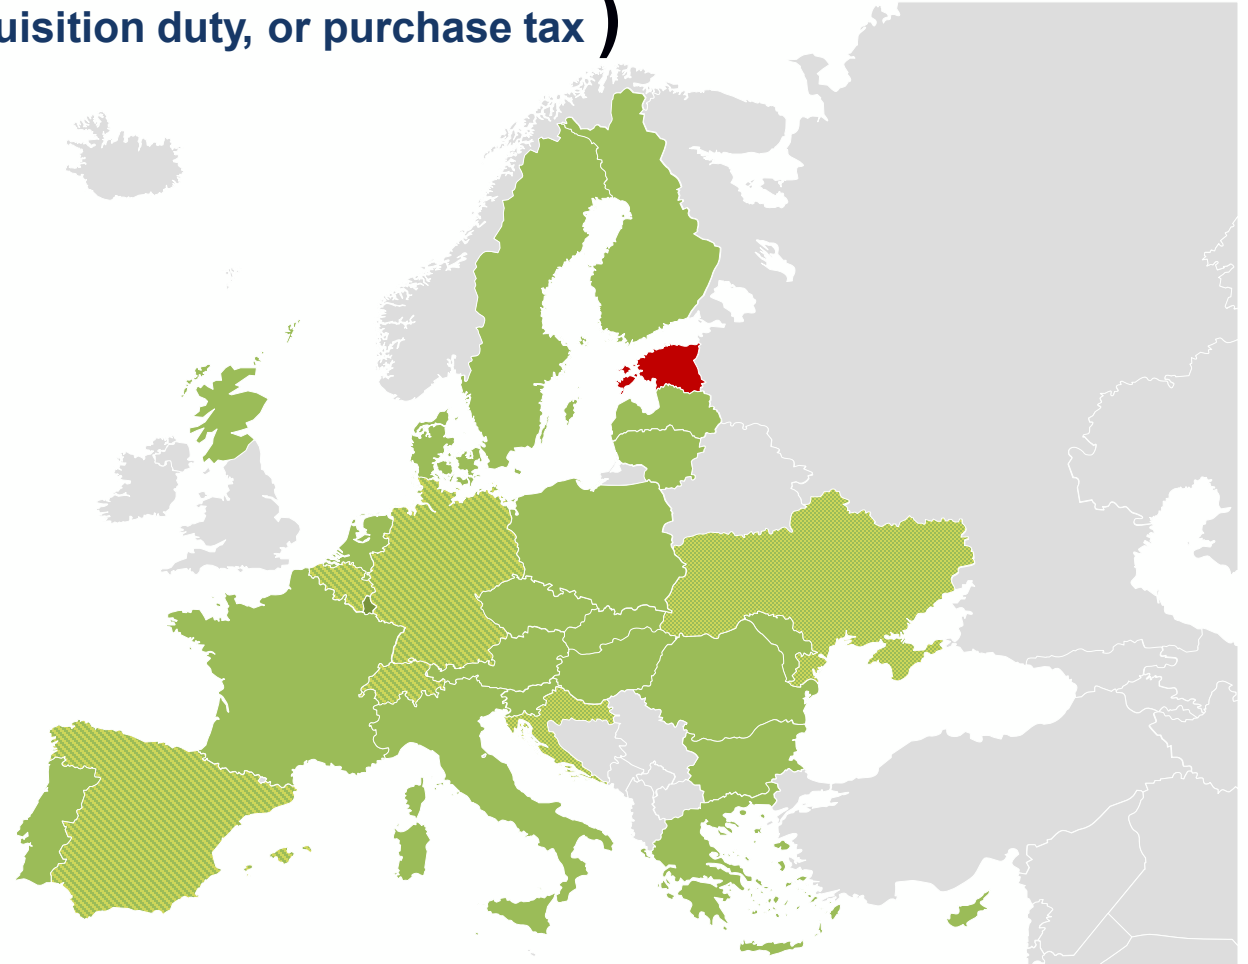 uisition duty, or purchase tax )